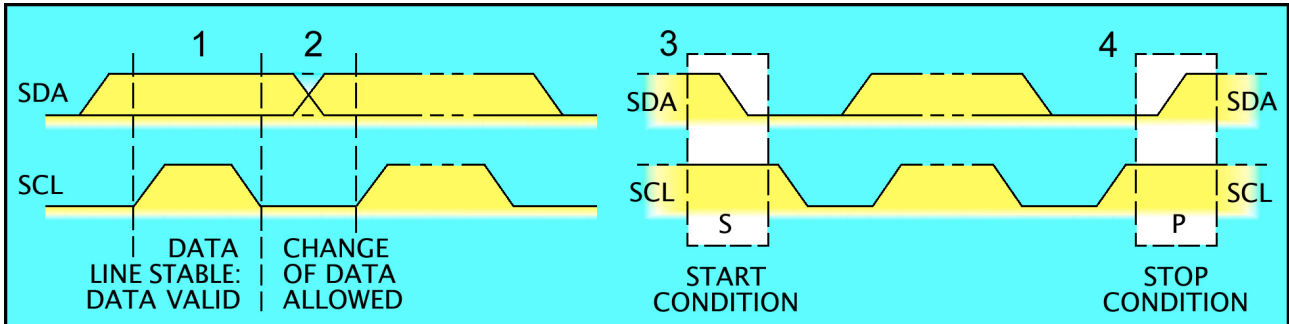 1
2
3
4
SDA
SCL
DATA
LINE STABLE:
DATA VALID
CHANGE
OF DATA
ALLOWED
SDA
SCL
S
START
CONDITION
SDA
SCL
P
STOP
CONDITION